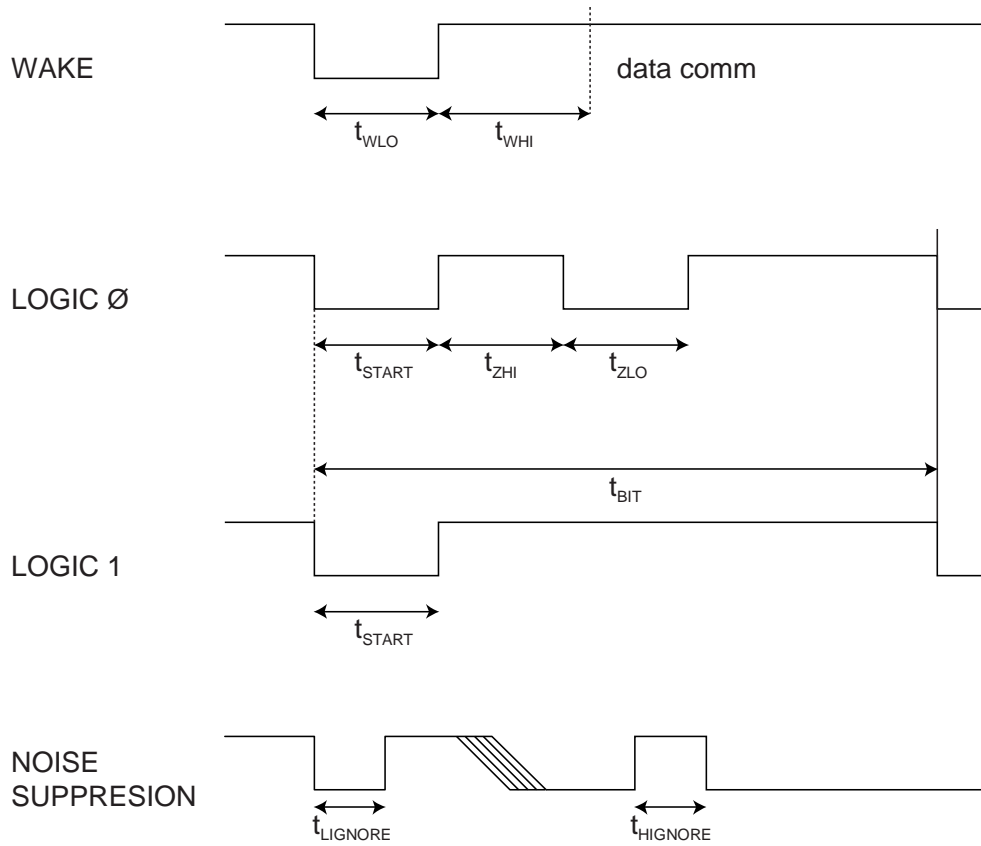 WAKE
data comm
tWLO
tWHI
LOGIC Ø
tSTART
tZHI
tZLO
tBIT
LOGIC 1
tSTART
NOISE
SUPPRESION
tLIGNORE
tHIGNORE